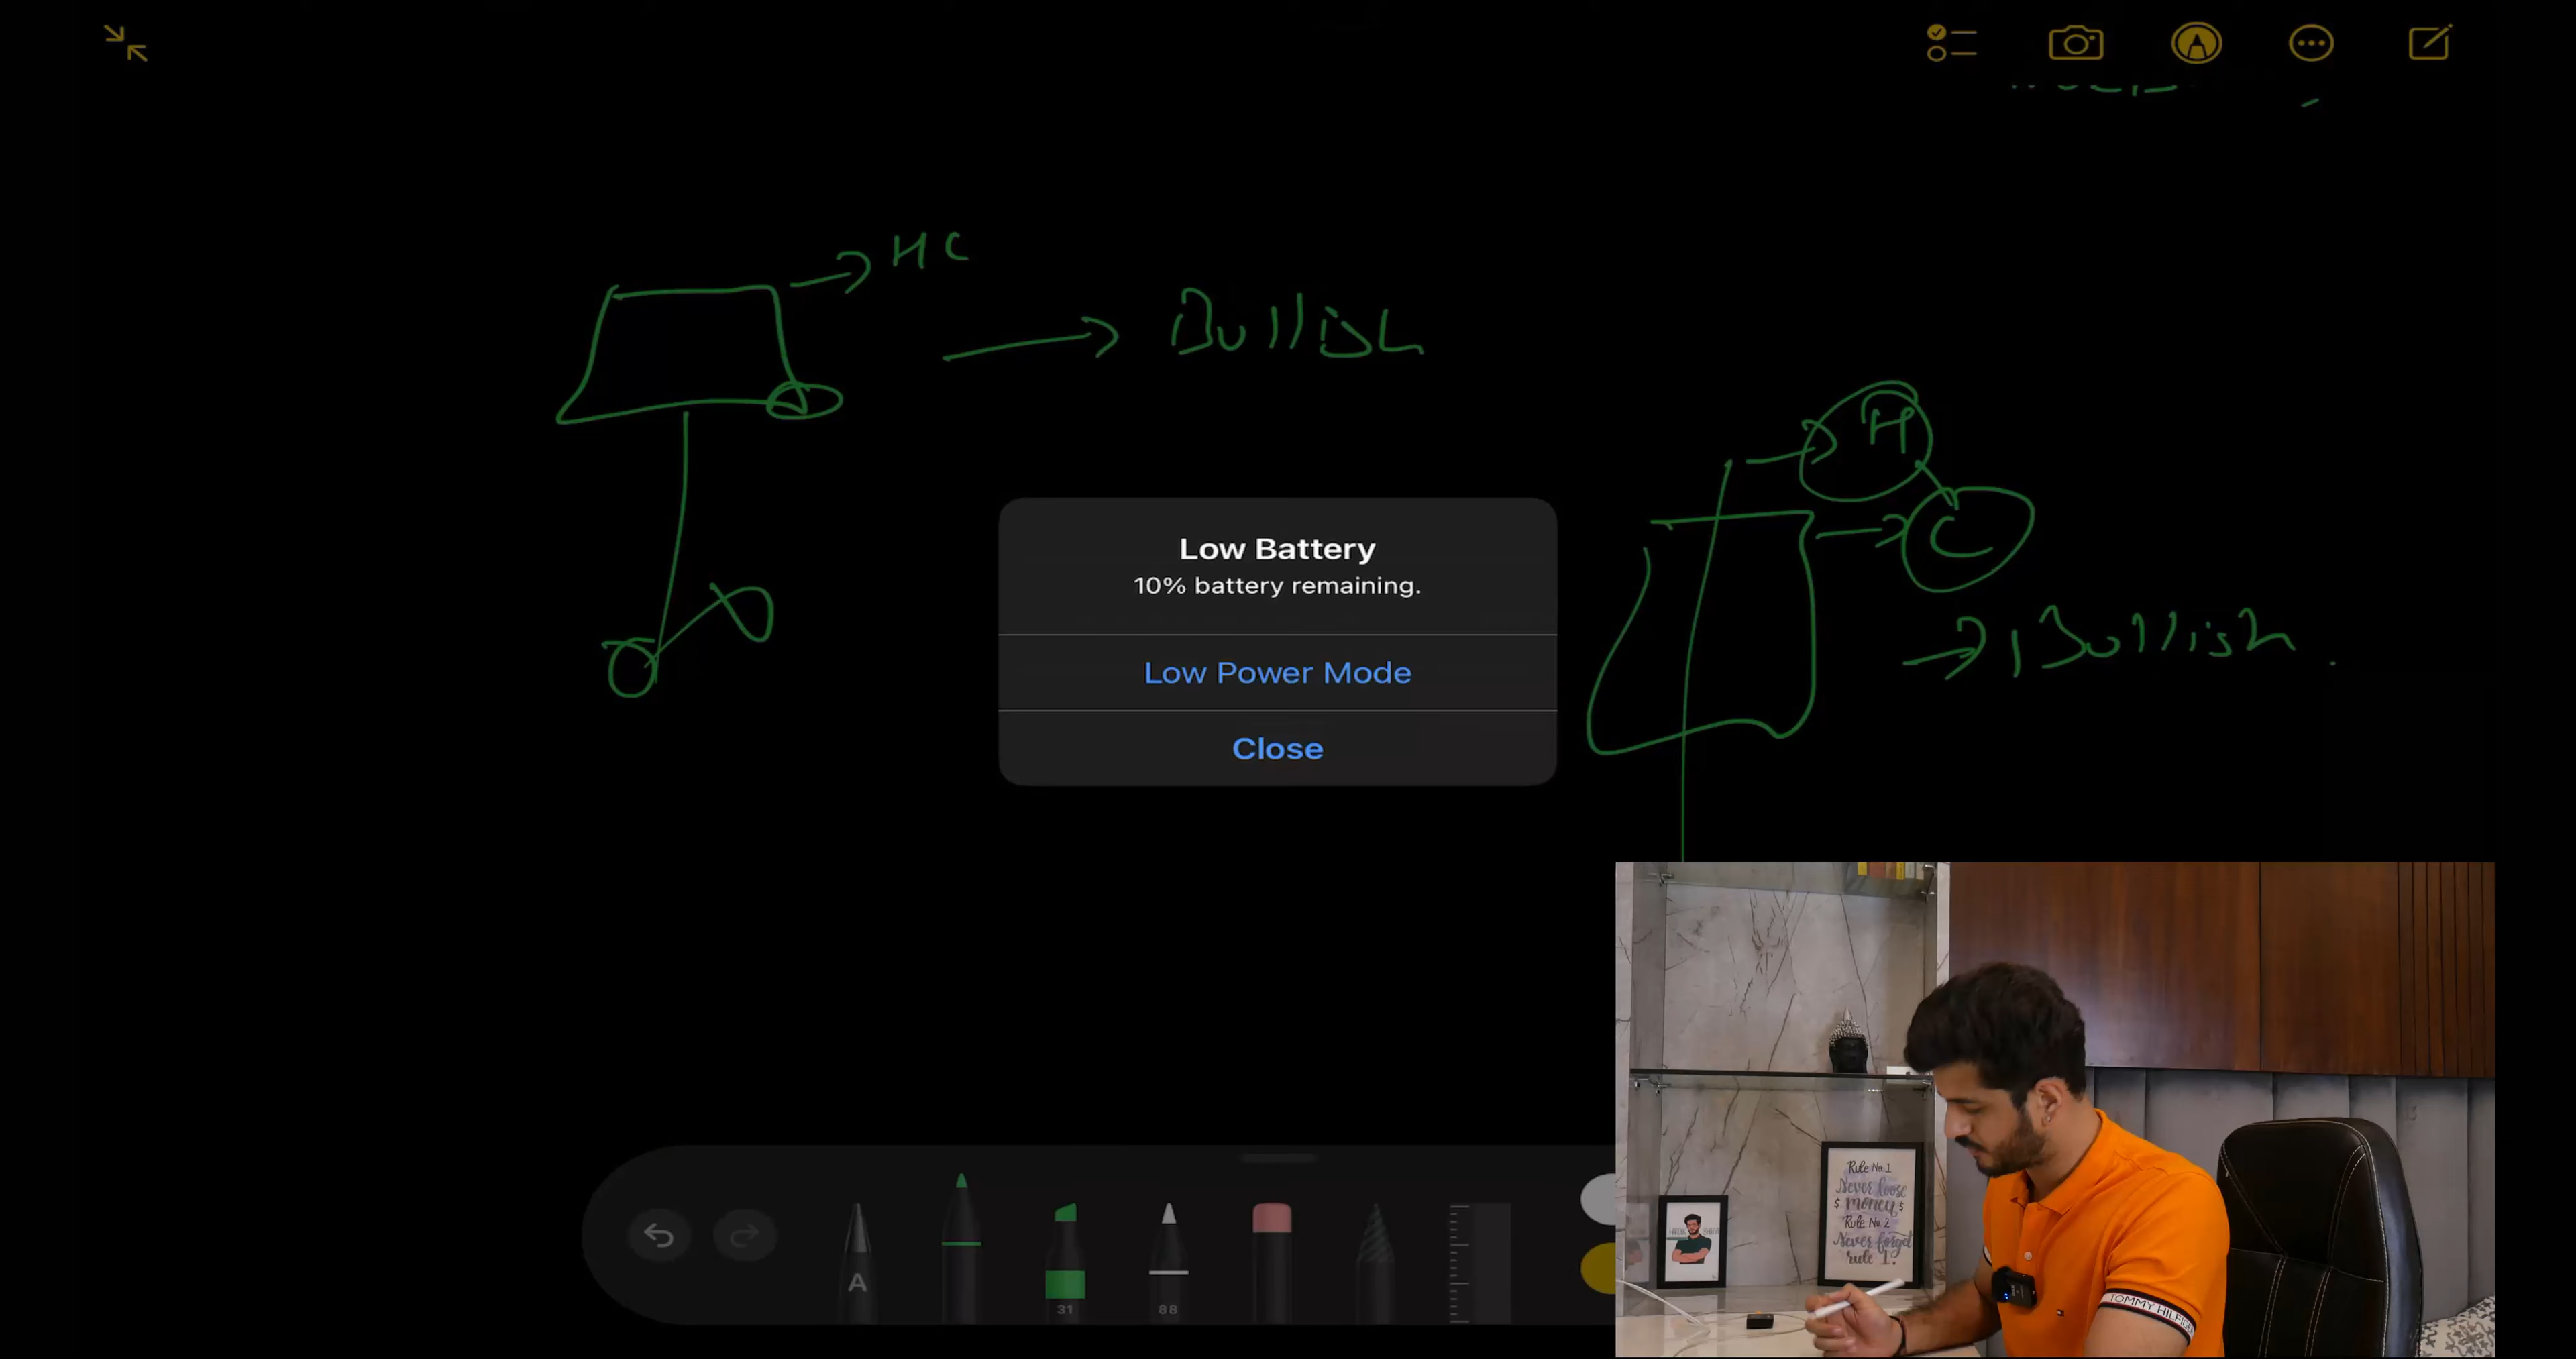 HC
Bullish
H
C
Bullish.
Low Battery
10% battery remaining.
Low Power Mode
Close
A
31
88
Rule No.1
Never loose
$ money $
Rule No.2
Never forget
rule 1.
TOMMY HILFIGER